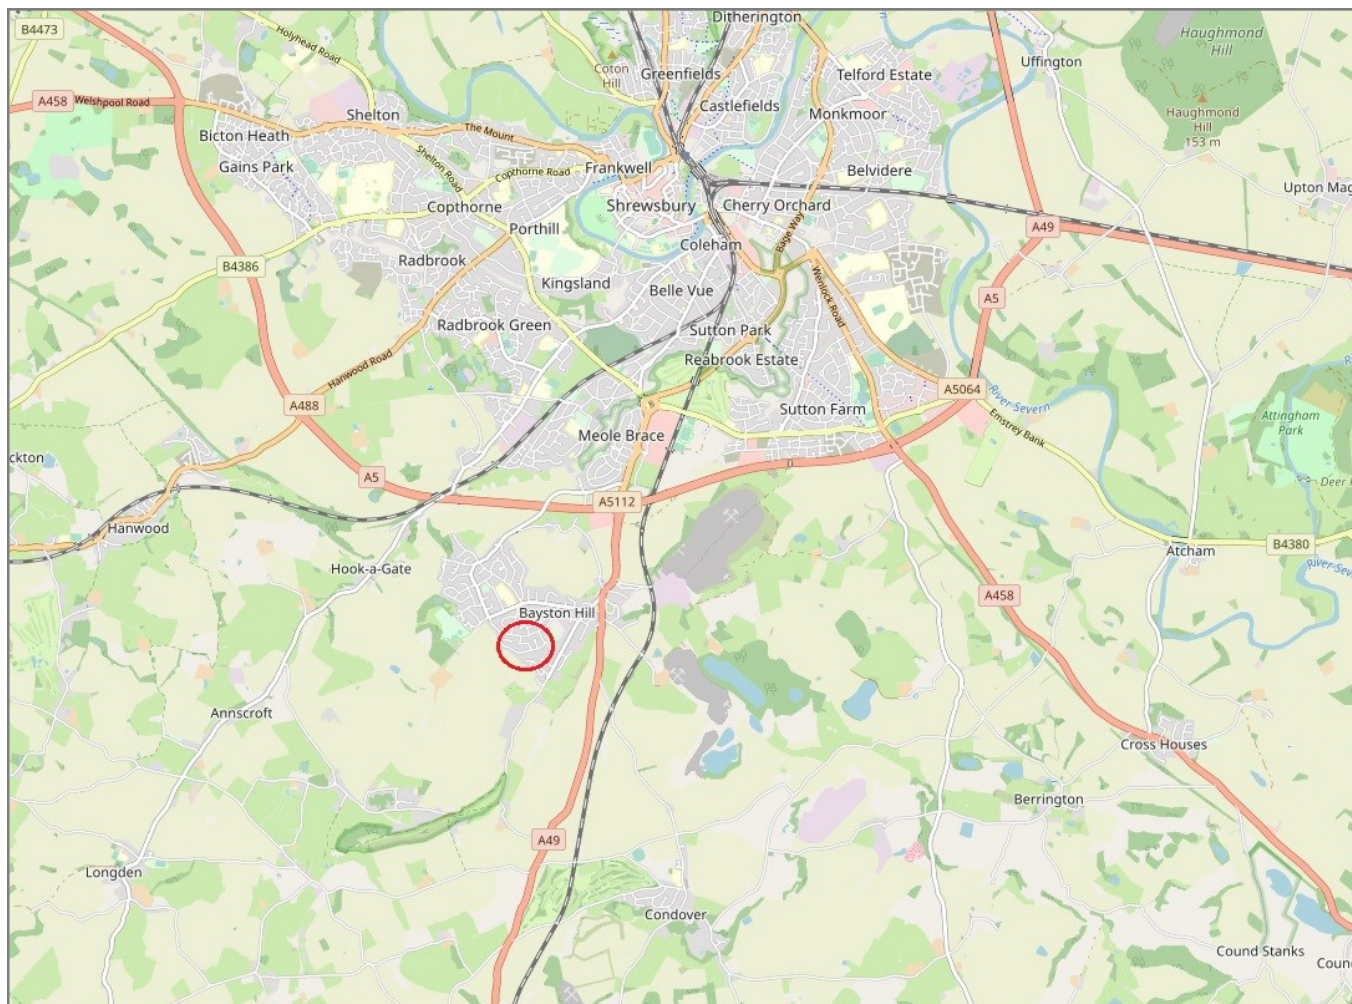 Ditherington
B4473
Holyhead Road
Haughmond
Hill
Uffington
Coton
Hill
Greenfields
Telford Estate
A458
Welshpool Road
Castlefields
Haughmond
Hill
153 m
Shelton
Monkmoor
Bicton Heath
The Mount
Gains Park
Shelton Road
Copthorne Road
Frankwell
Belvidere
Upton Mag
Copthorne
Shrewsbury
Cherry Orchard
Porthill
Coleham
Bage Way
A49
B4386
Radbrook
Kingsland
Belle Vue
Wenlock Road
A5
Radbrook Green
Sutton Park
Reabrook Estate
Hanwood Road
A488
A5064
River Severn
Sutton Farm
Emstrey Bank
Attingham
Park
Meole Brace
ckton
A5
Deer
A5112
Hanwood
B4380
Atcham
Hook-a-Gate
River Sev
A458
Bayston Hill
Annscroft
Cross Houses
Berrington
A49
Longden
Condover
Cound Stanks
Coun